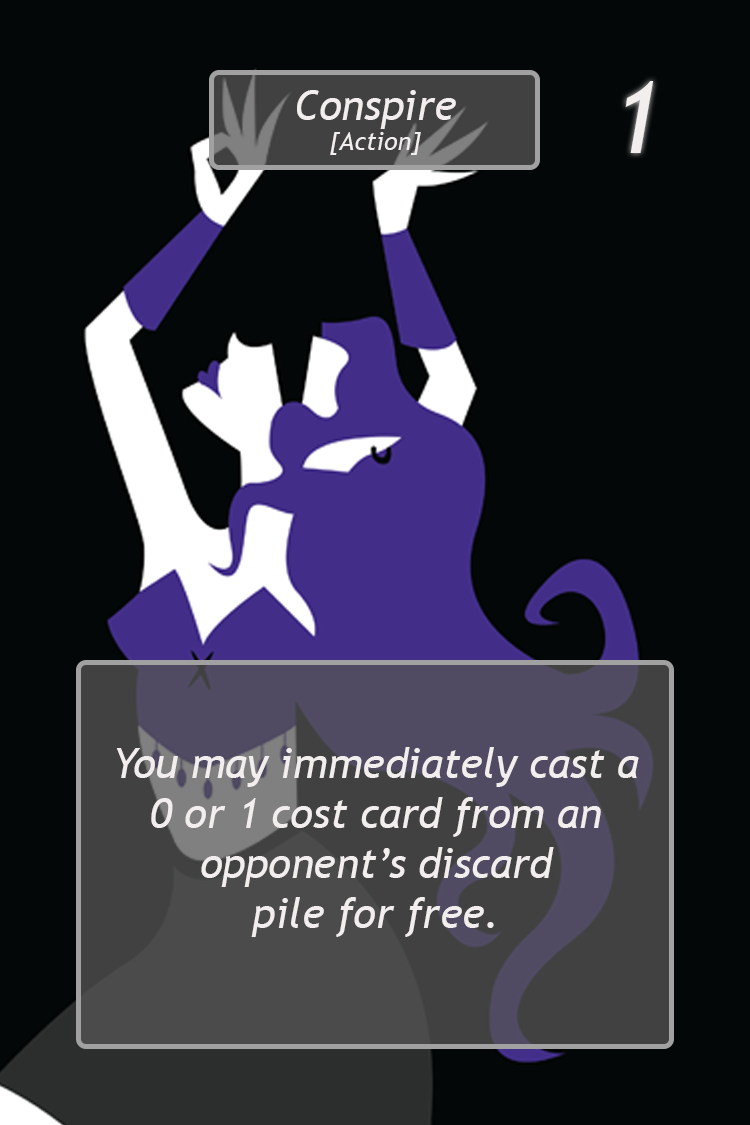 Conspire
[Action]
1
You may immediately cast a
0 or 1 cost card from an
opponent’s discard
pile for free.